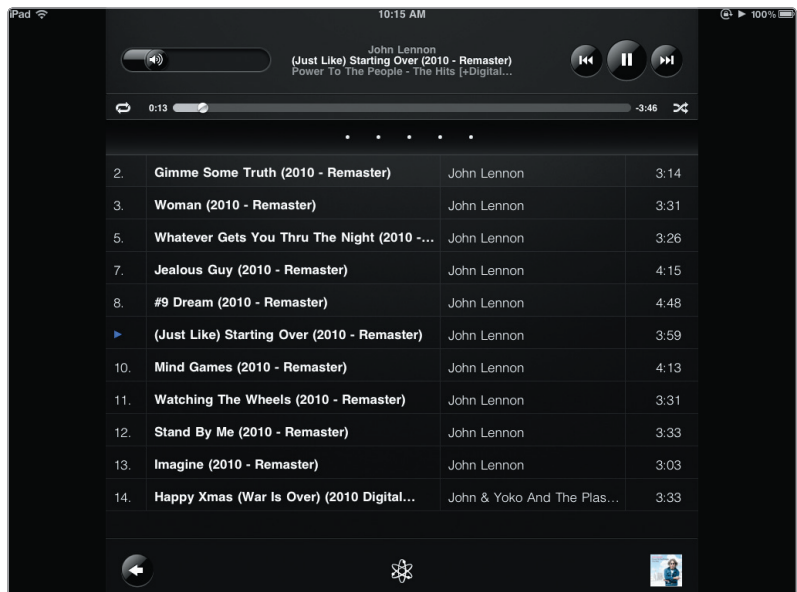 iPad 10:15 AM 100%
John Lennon
(Just Like) Starting Over (2010 - Remaster)
Power To The People - The Hits [+Digital...
0:13 -3:46
2. Gimme Some Truth (2010 - Remaster) John Lennon 3:14
3. Woman (2010 - Remaster) John Lennon 3:31
5. Whatever Gets You Thru The Night (2010 -... John Lennon 3:26
7. Jealous Guy (2010 - Remaster) John Lennon 4:15
8. #9 Dream (2010 - Remaster) John Lennon 4:48
(Just Like) Starting Over (2010 - Remaster) John Lennon 3:59
10. Mind Games (2010 - Remaster) John Lennon 4:13
11. Watching The Wheels (2010 - Remaster) John Lennon 3:31
12. Stand By Me (2010 - Remaster) John Lennon 3:33
13. Imagine (2010 - Remaster) John Lennon 3:03
14. Happy Xmas (War Is Over) (2010 Digital... John & Yoko And The Plas... 3:33